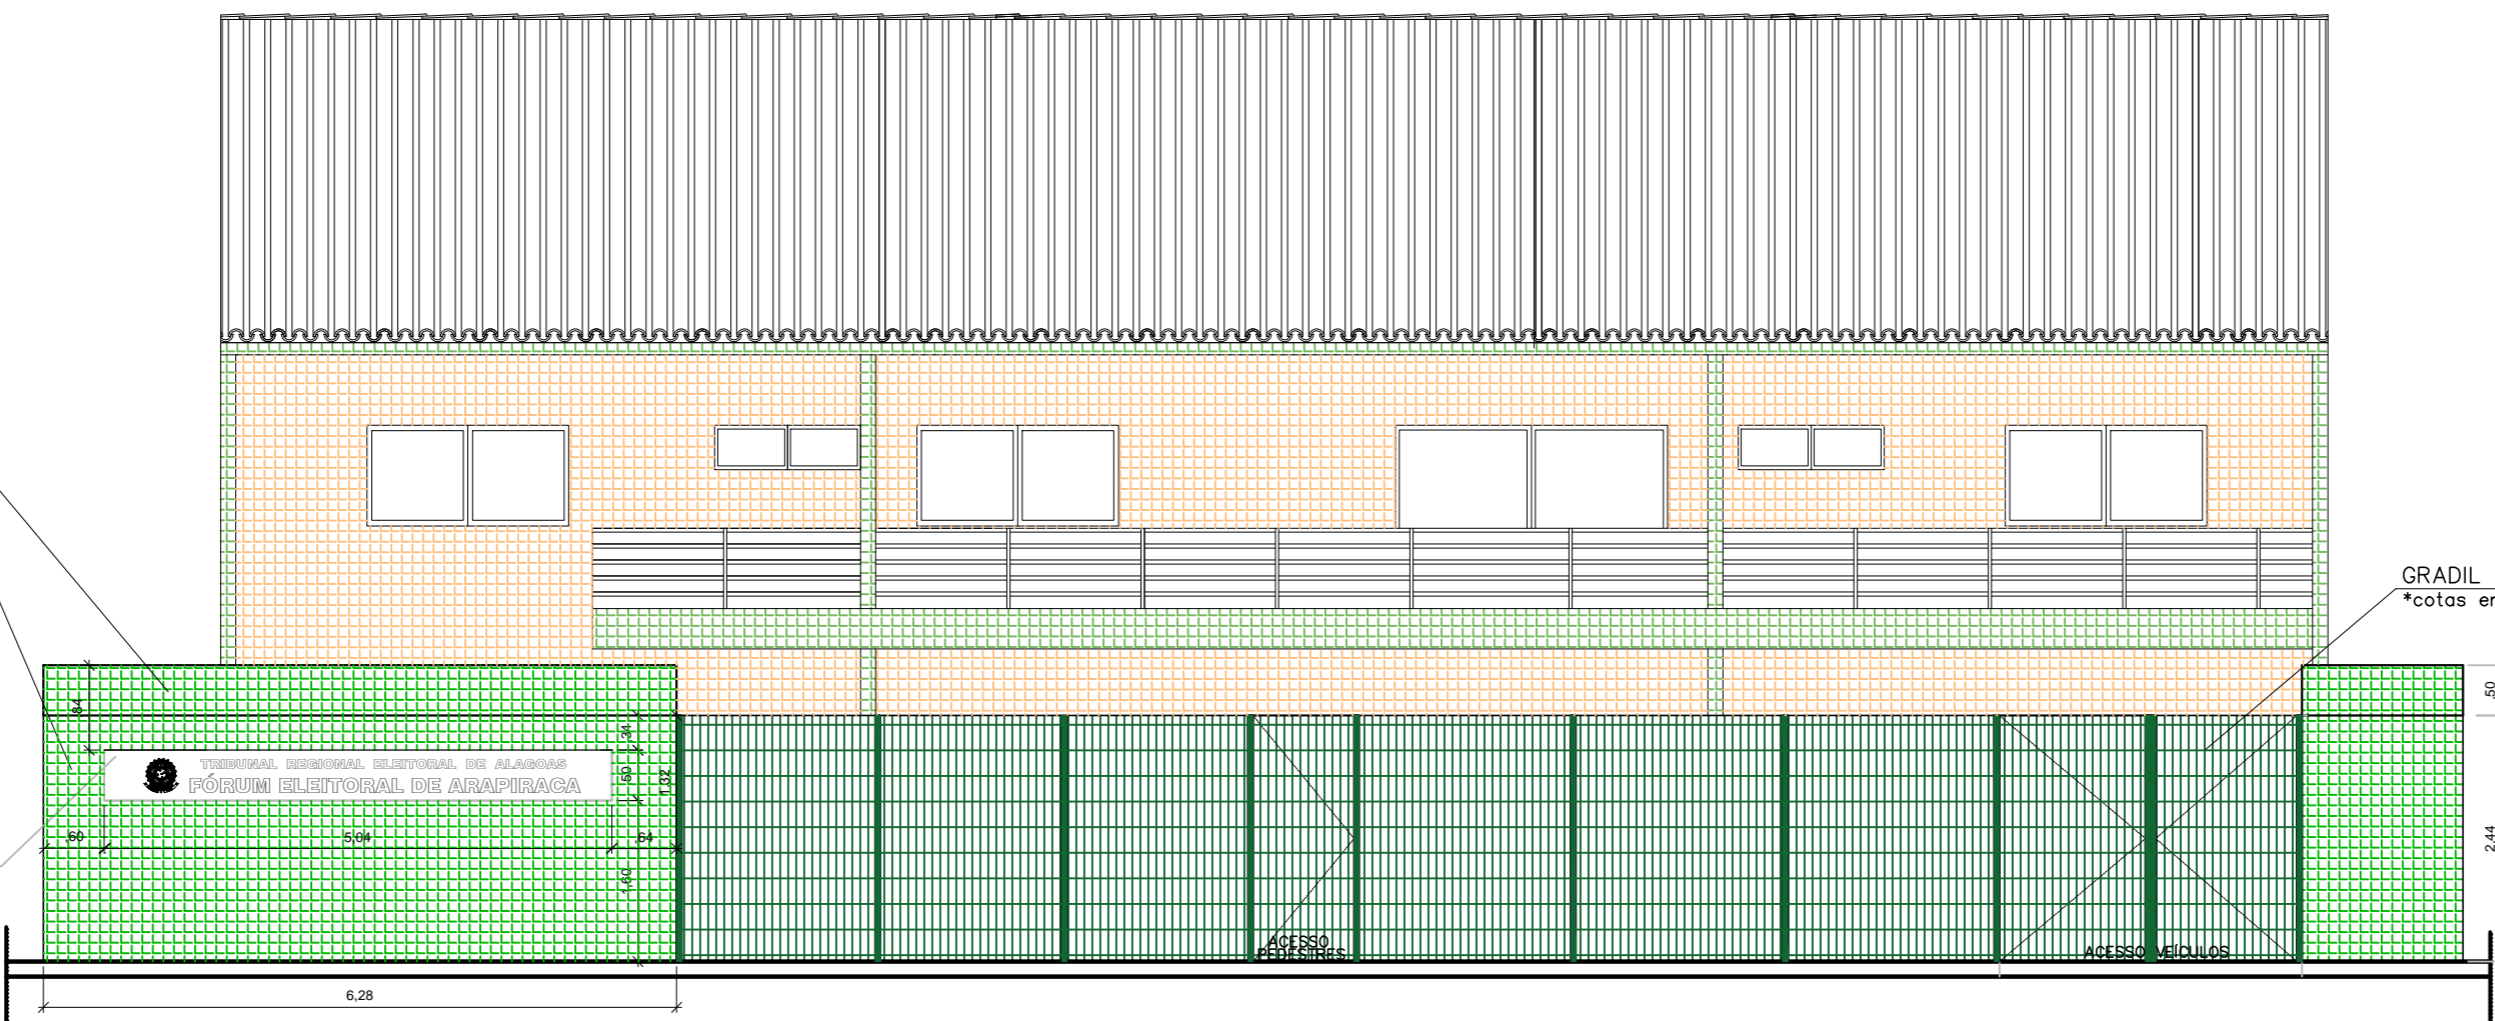 GRADIL
*cotas en
,50
,84
,34
TRIBUNAL REGIONAL ELEITORAL DE ALAGOAS
FÓRUM ELEITORAL DE ARAPIRACA
,50
1,32
,60
5,04
,64
2,44
1,60
ACESSO
PEDESTRES
ACESSO VEÍCULOS
6,28